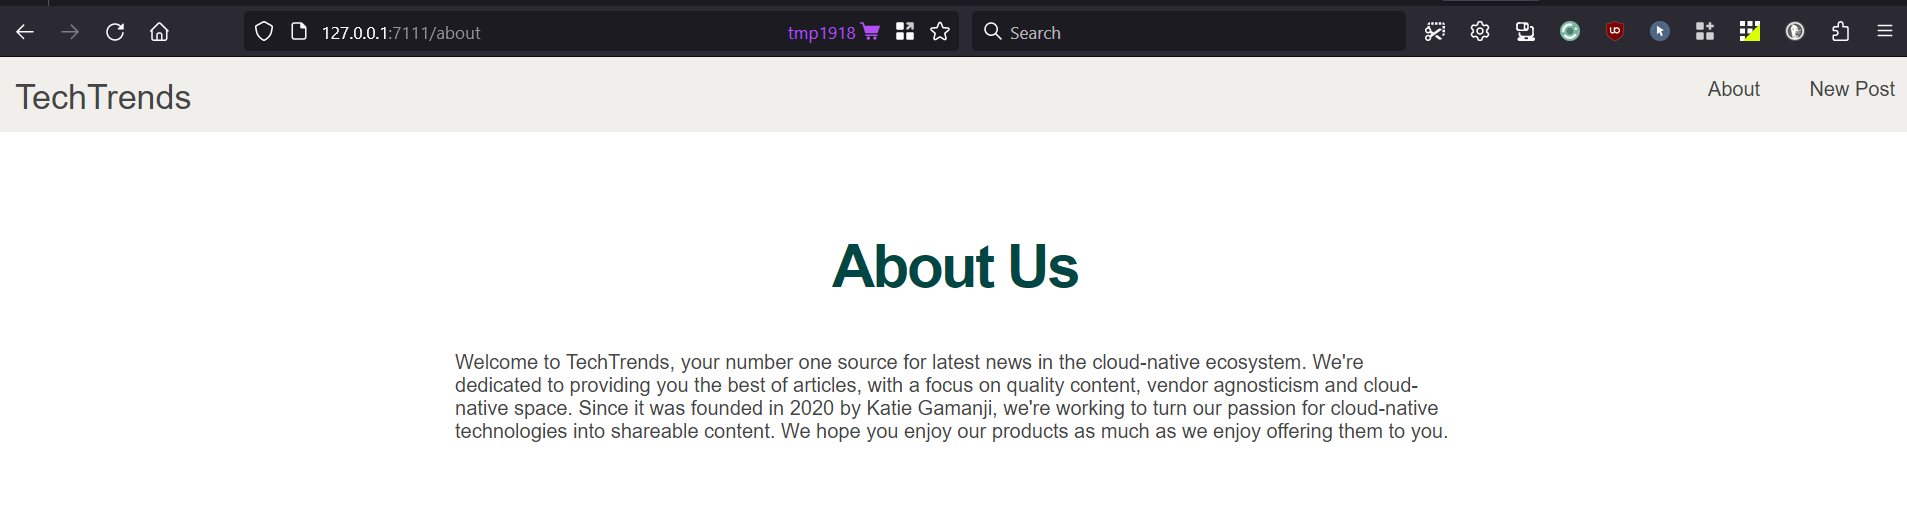 127.0.0.1:7111/about
tmp1918
Search
TechTrends
About
New Post
About Us
Welcome to TechTrends, your number one source for latest news in the cloud-native ecosystem. We're
dedicated to providing you the best of articles, with a focus on quality content, vendor agnosticism and cloud-
native space. Since it was founded in 2020 by Katie Gamanji, we're working to turn our passion for cloud-native
technologies into shareable content. We hope you enjoy our products as much as we enjoy offering them to you.